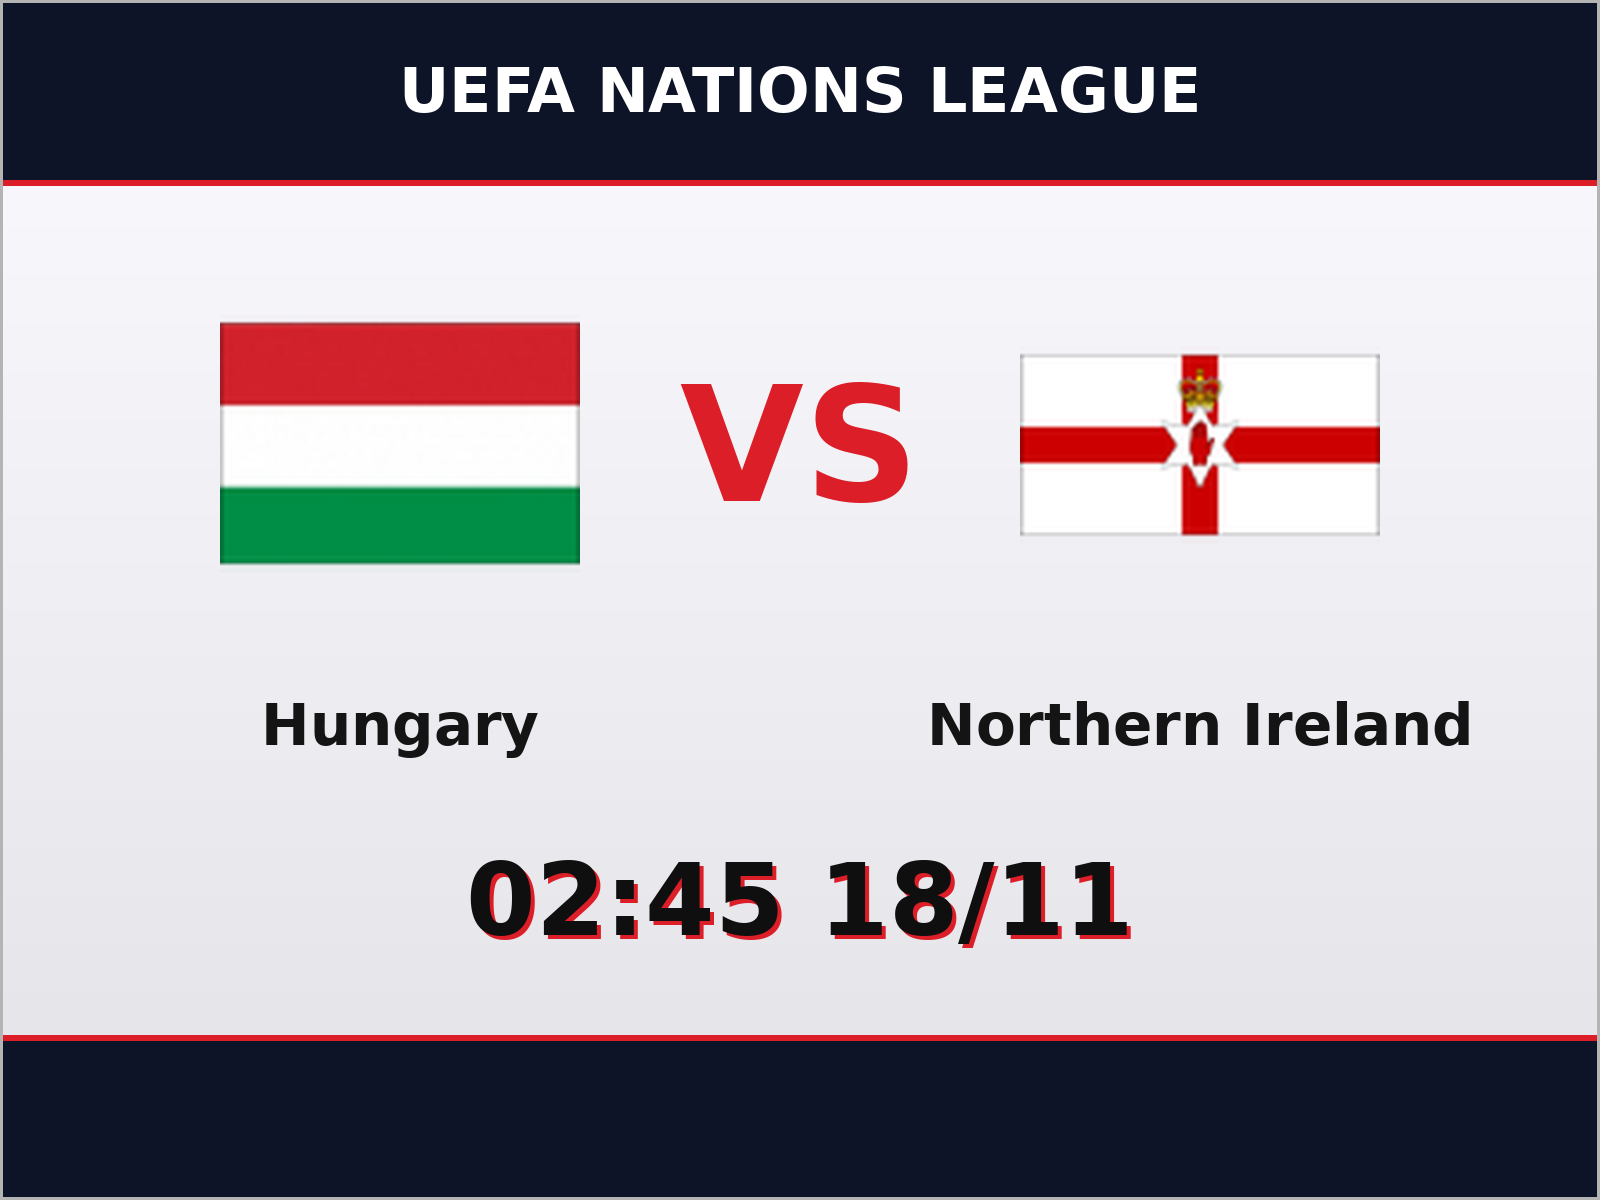 UEFA NATIONS LEAGUE
VS
Hungary
Northern Ireland
02:45 18/11